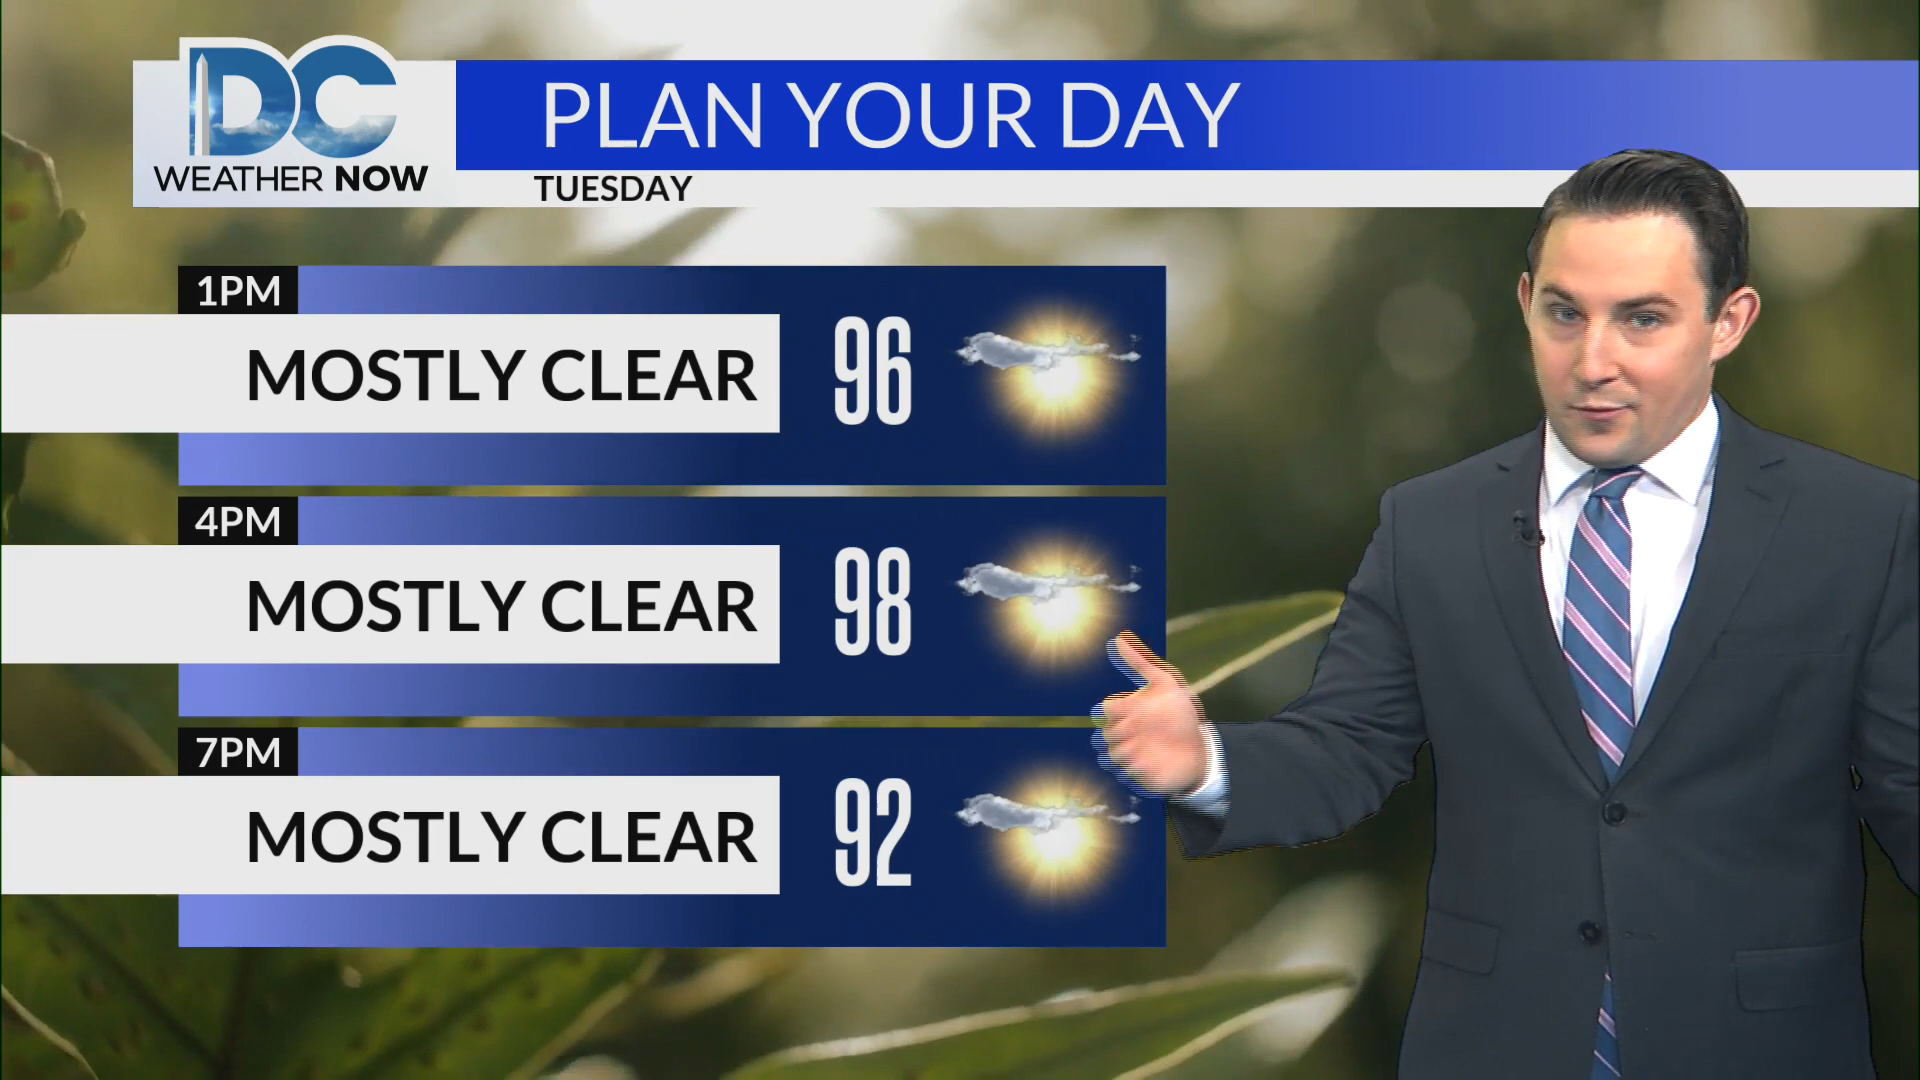 DC
WEATHER NOW
PLAN YOUR DAY
TUESDAY
1PM
MOSTLY CLEAR
96
4PM
MOSTLY CLEAR
98
7PM
MOSTLY CLEAR
92